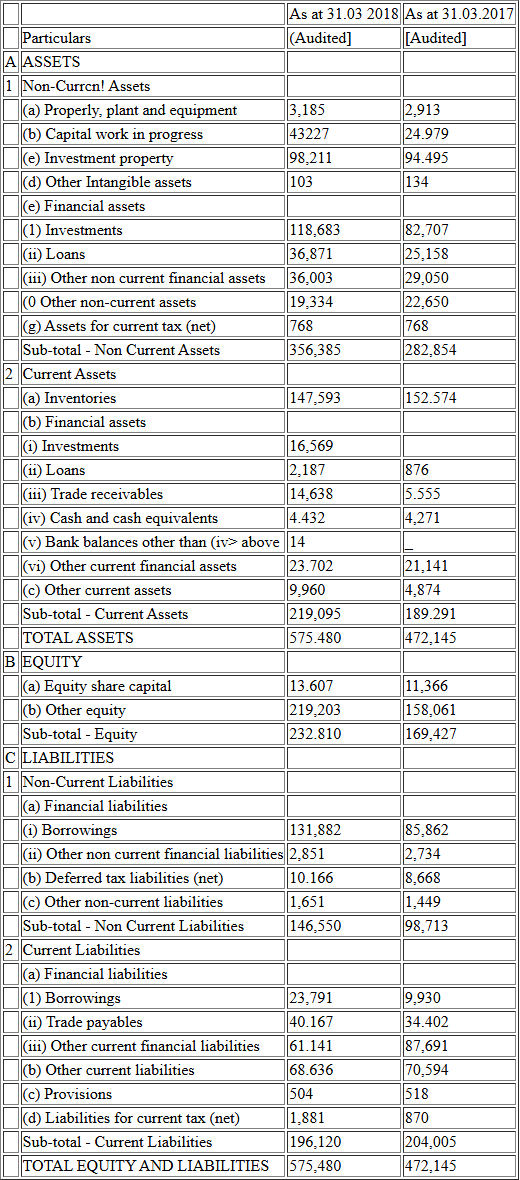 As at 31.03 2018 As at 31.03.2017
Particulars (Audited] [Audited]
A ASSETS
1 Non-Currcn! Assets
(a) Properly, plant and equipment 3,185 2,913
(b) Capital work in progress 43227 24.979
(e) Investment property 98,211 94.495
(d) Other Intangible assets 103 134
(e) Financial assets
(1) Investments 118,683 82,707
(ii) Loans 36,871 25,158
(iii) Other non current financial assets 36,003 29,050
(0 Other non-current assets 19,334 22,650
(g) Assets for current tax (net) 768 768
Sub-total - Non Current Assets 356,385 282,854
2 Current Assets
(a) Inventories 147,593 152.574
(b) Financial assets
(i) Investments 16,569
(ii) Loans 2,187 876
(iii) Trade receivables 14,638 5.555
(iv) Cash and cash equivalents 4.432 4,271
(v) Bank balances other than (iv> above 14 _
(vi) Other current financial assets 23.702 21,141
(c) Other current assets 9,960 4,874
Sub-total - Current Assets 219,095 189.291
TOTAL ASSETS 575.480 472,145
B EQUITY
(a) Equity share capital 13.607 11,366
(b) Other equity 219,203 158,061
Sub-total - Equity 232.810 169,427
C LIABILITIES
1 Non-Current Liabilities
(a) Financial liabilities
(i) Borrowings 131,882 85,862
(ii) Other non current financial liabilities 2,851 2,734
(b) Deferred tax liabilities (net) 10.166 8,668
(c) Other non-current liabilities 1,651 1,449
Sub-total - Non Current Liabilities 146,550 98,713
2 Current Liabilities
(a) Financial liabilities
(1) Borrowings 23,791 9,930
(ii) Trade payables 40.167 34.402
(iii) Other current financial liabilities 61.141 87,691
(b) Other current liabilities 68.636 70,594
(c) Provisions 504 518
(d) Liabilities for current tax (net) 1,881 870
Sub-total - Current Liabilities 196,120 204,005
TOTAL EQUITY AND LIABILITIES 575,480 472,145